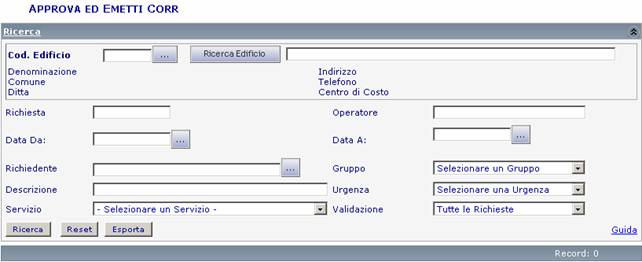 APPROVA ED EMETTI CORR
Ricerca
Cod. Edificio ... Ricerca Edificio
Denominazione Indirizzo
Comune Telefono
Ditta Centro di Costo
Richiesta Operatore
Data Da: ... Data A: ...
Richiedente ... Gruppo Selezionare un Gruppo
Descrizione Urgenza Selezionare una Urgenza
Servizio - Selezionare un Servizio - Validazione Tutte le Richieste
Ricerca Reset Esporta Guida
Record: 0